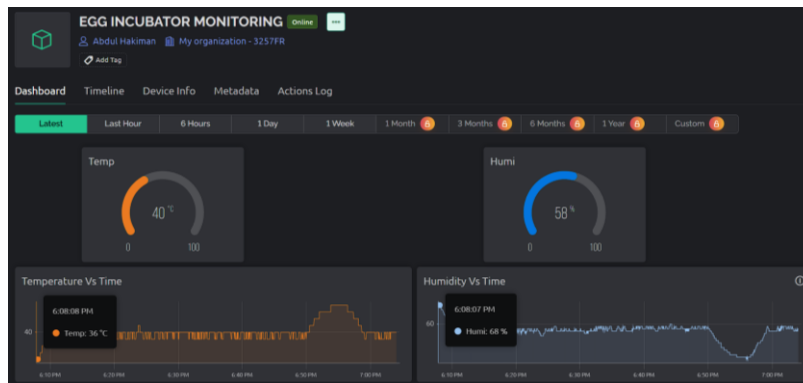 EGG INCUBATOR MONITORING Online
Abdul Hakiman My organization - 3257FR
Add Tag
Dashboard Timeline Device Info Metadata Actions Log
Latest Last Hour 6 Hours 1 Day 1 Week 1 Month 3 Months 6 Months 1 Year Custom
Temp Humi
40 °C 58 %
0 100 0 100
Temperature Vs Time Humidity Vs Time
6:08:08 PM 6:08:07 PM
40 Temp: 36 °C 60 Humi: 68 %
6:10 PM 6:20 PM 6:30 PM 6:40 PM 6:50 PM 7:00 PM 6:10 PM 6:20 PM 6:30 PM 6:40 PM 6:50 PM 7:00 PM